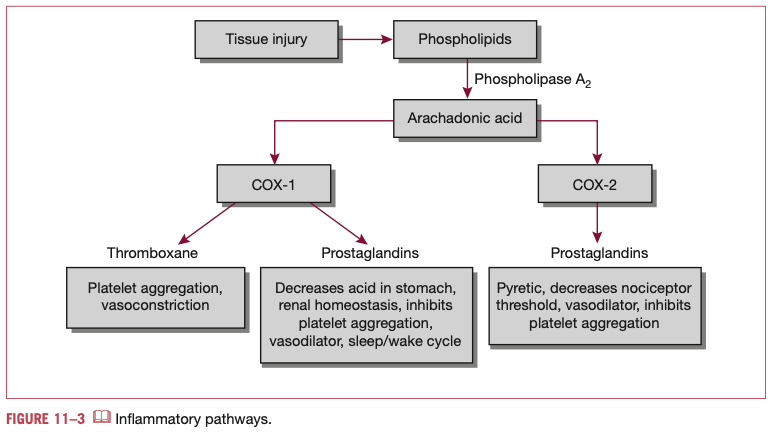 Tissue injury
Phospholipids
Phospholipase A2
Arachadonic acid
COX-1
COX-2
Thromboxane
Prostaglandins
Prostaglandins
Platelet aggregation,
vasoconstriction
Decreases acid in stomach,
renal homeostasis, inhibits
platelet aggregation,
vasodilator, sleep/wake cycle
Pyretic, decreases nociceptor
threshold, vasodilator, inhibits
platelet aggregation
FIGURE 11–3 Inflammatory pathways.